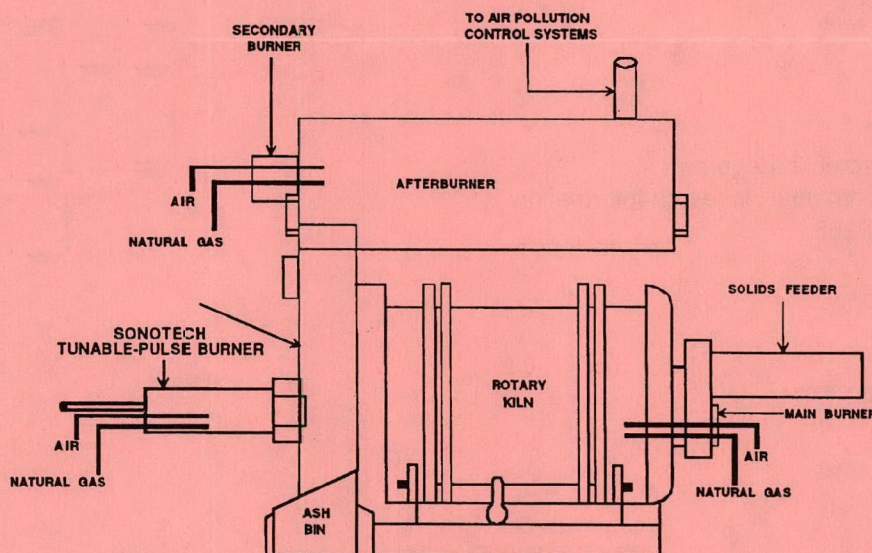 TO AIR POLLUTION
CONTROL SYSTEMS
SECONDARY
BURNER
AFTERBURNER
AIR
NATURAL GAS
SOLIDS FEEDER
SONOTECH
TUNABLE-PULSE BURNER
ROTARY
KILN
MAIN BURNER
AIR
AIR
NATURAL GAS
NATURAL GAS
ASH
BIN